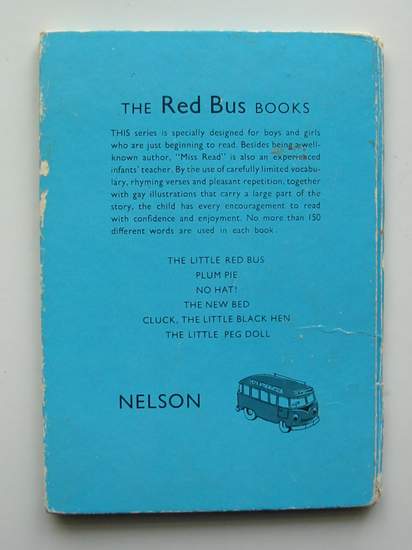 THE Red Bus BOOKS
THIS series is specially designed for boys and girls
who are just beginning to read. Besides being a well-
known author, "Miss Read" is also an experienced
infants' teacher. By the use of carefully limited vocabu-
lary, rhyming verses and pleasant repetition, together
with gay illustrations that carry a large part of the
story, the child has every encouragement to read
with confidence and enjoyment. No more than 150
different words are used in each book.
THE LITTLE RED BUS
PLUM PIE
NO HAT!
THE NEW BED
CLUCK, THE LITTLE BLACK HEN
THE LITTLE PEG DOLL
NELSON